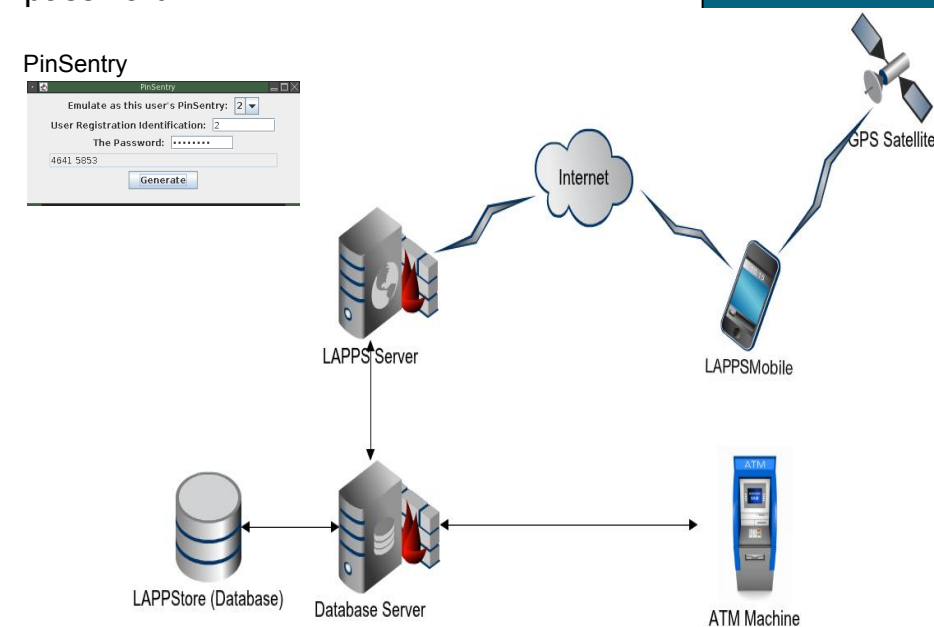 PinSentry
PinSentry
Emulate as this user's PinSentry: 2
User Registration Identification: 2
The Password: ••••••••
4641 5853
Generate
GPS Satellite
Internet
LAPPS Server
LAPPSMobile
ATM
LAPPStore (Database)
Database Server
ATM Machine